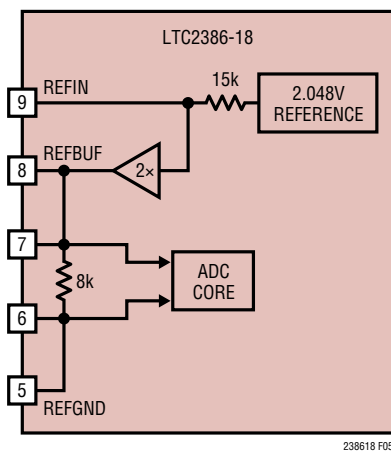 LTC2386-18
15k
9
REFIN
2.048V
REFERENCE
8
REFBUF
2×
7
8k
ADC
CORE
6
5
REFGND
238618 F05